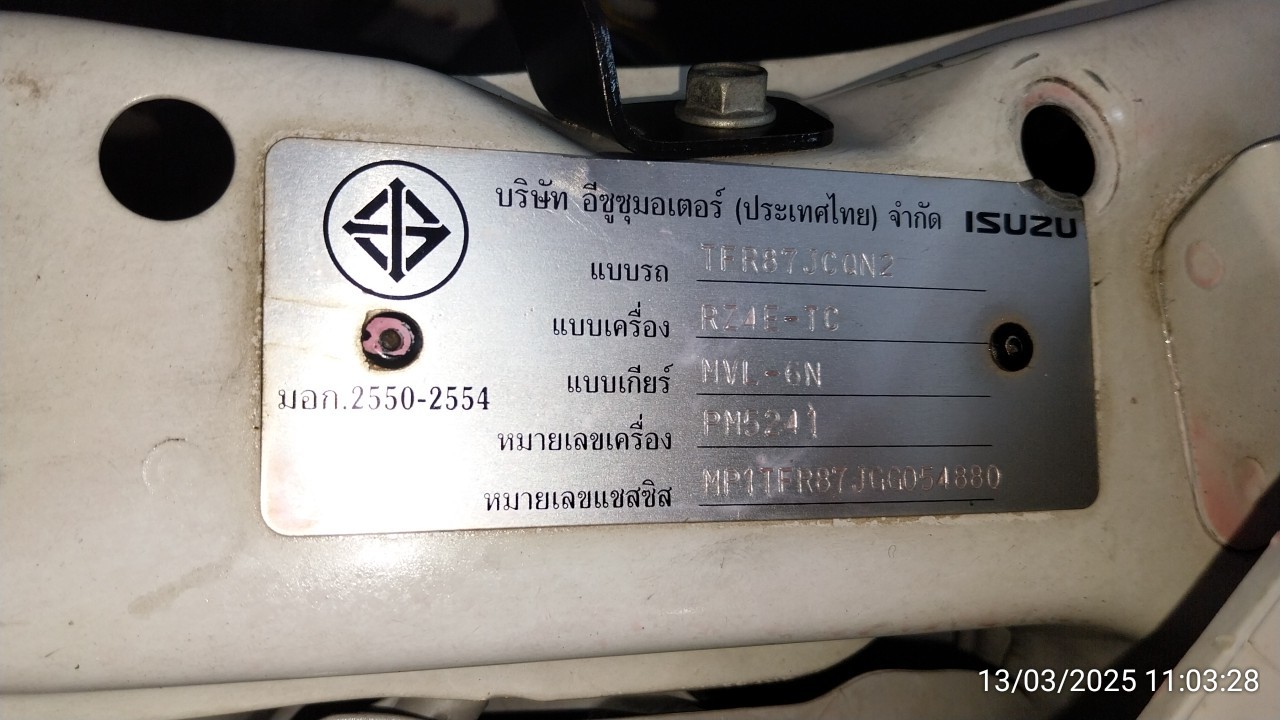 บริษัท อีซูซุมอเตอร์ (ประเทศไทย) จำกัด ISUZU
แบบรถ TFR87JCQN2
แบบเครื่อง RZ4E-TC
แบบเกียร์ MVL-6N
มอก.2550-2554
หมายเลขเครื่อง PM5241
หมายเลขแชสซิส MP1TFR87JGG054880
13/03/2025 11:03:28